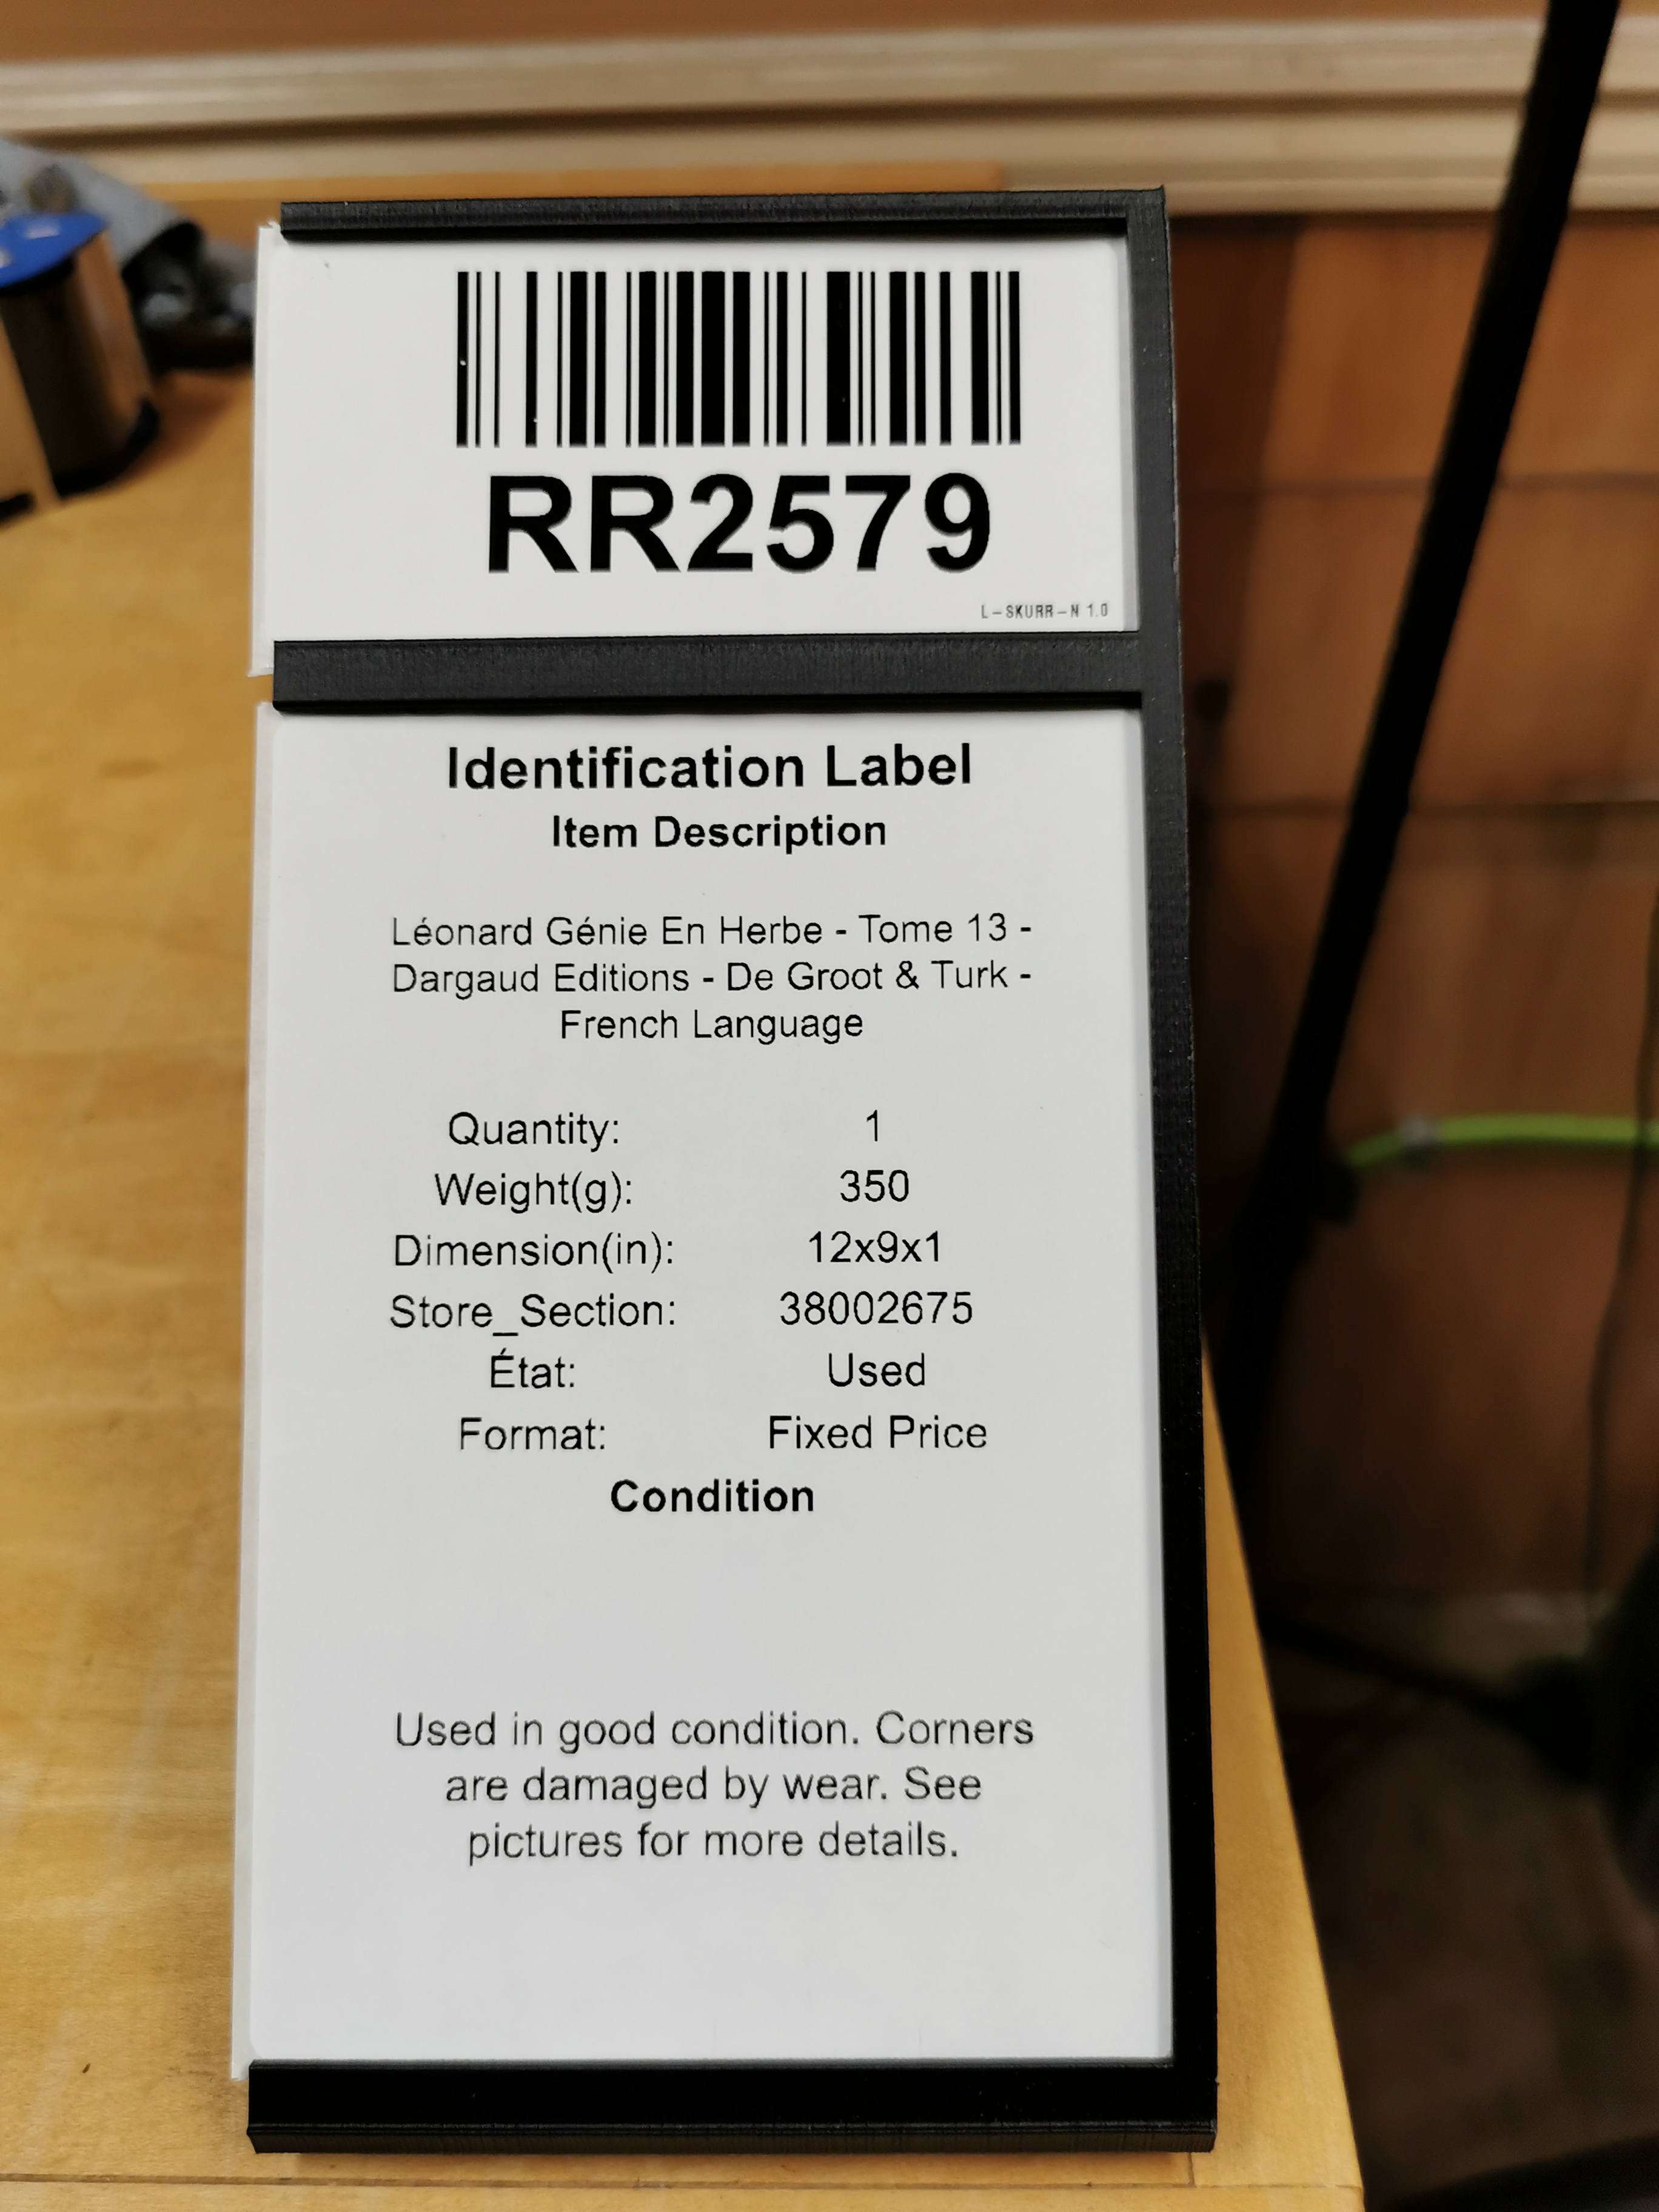 RR2579
L-SKURR-N 1.0
Identification Label
Item Description
Léonard Génie En Herbe - Tome 13 -
Dargaud Editions - De Groot & Turk -
French Language
Quantity: 1
Weight(g): 350
Dimension(in): 12x9x1
Store_Section: 38002675
État: Used
Format: Fixed Price
Condition
Used in good condition. Corners
are damaged by wear. See
pictures for more details.